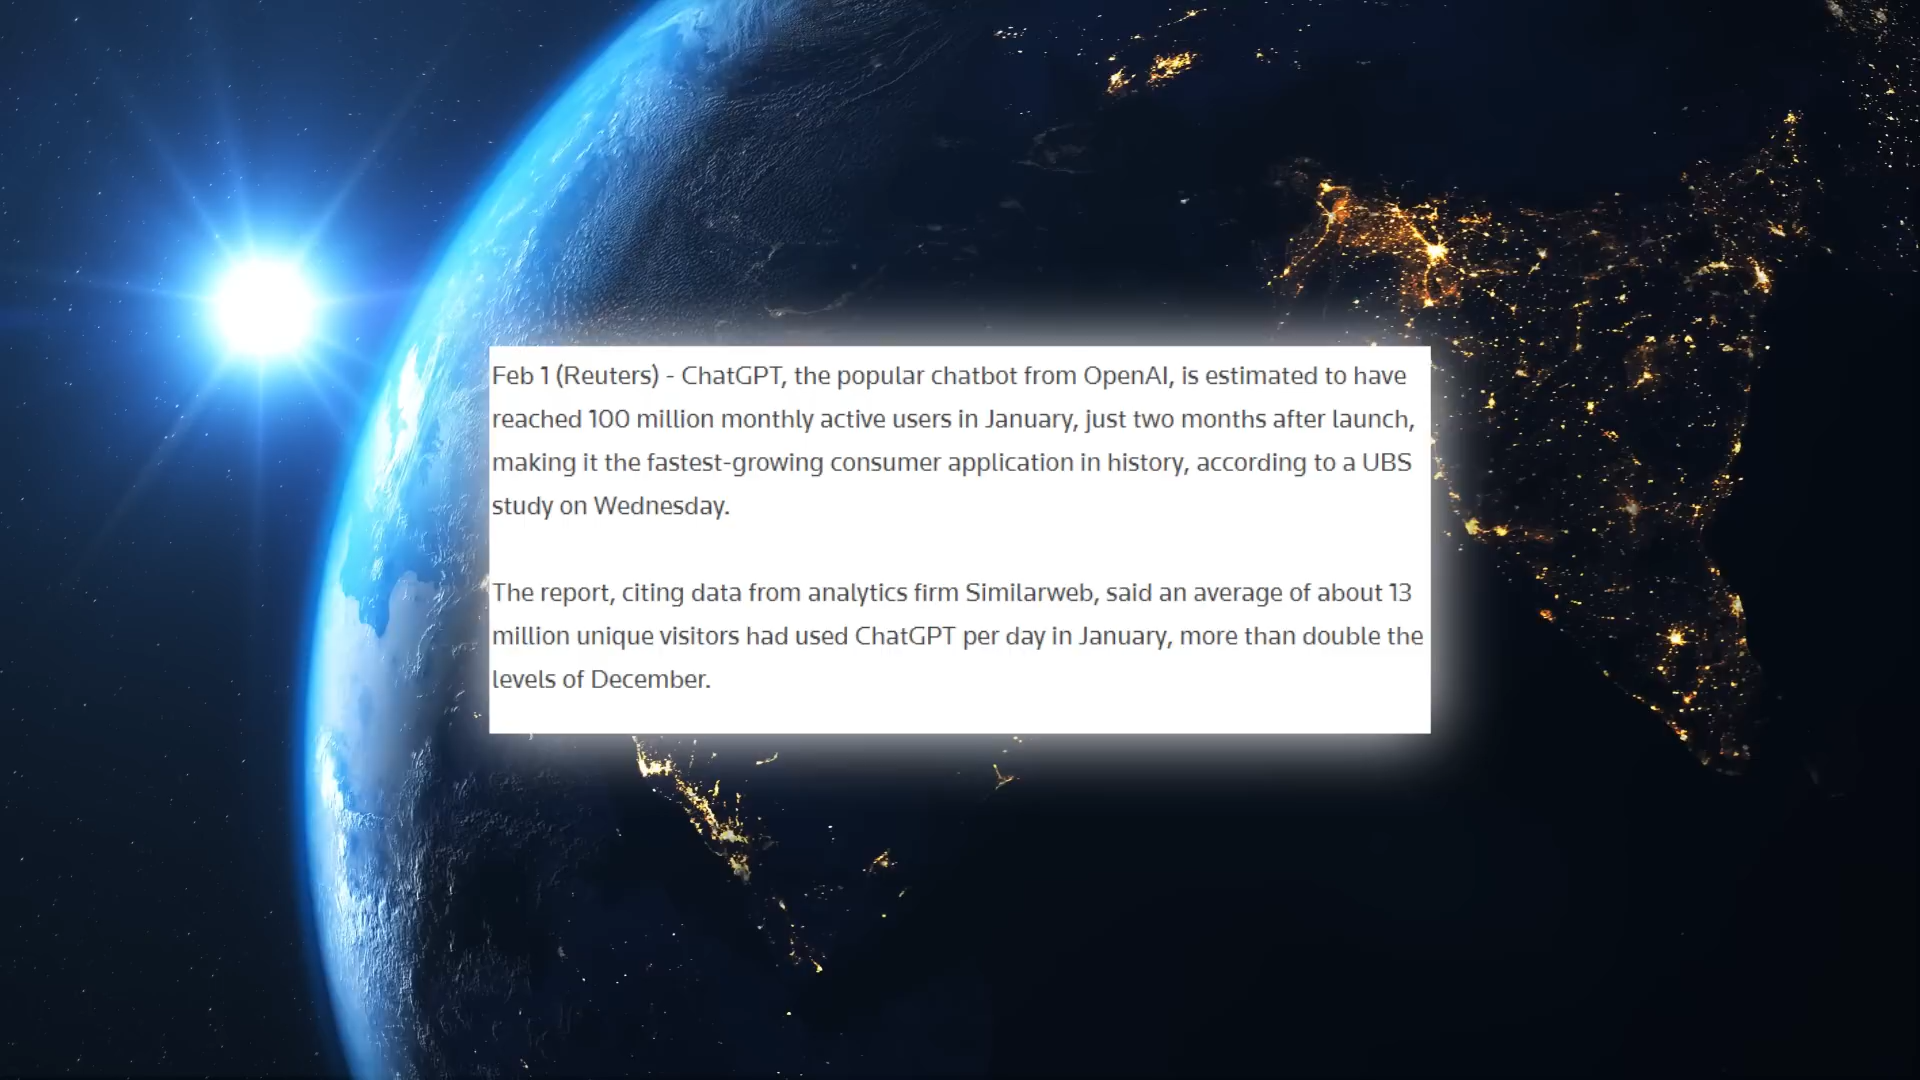 Feb 1 (Reuters) - ChatGPT, the popular chatbot from OpenAI, is estimated to have
reached 100 million monthly active users in January, just two months after launch,
making it the fastest-growing consumer application in history, according to a UBS
study on Wednesday.
The report, citing data from analytics firm Similarweb, said an average of about 13
million unique visitors had used ChatGPT per day in January, more than double the
levels of December.